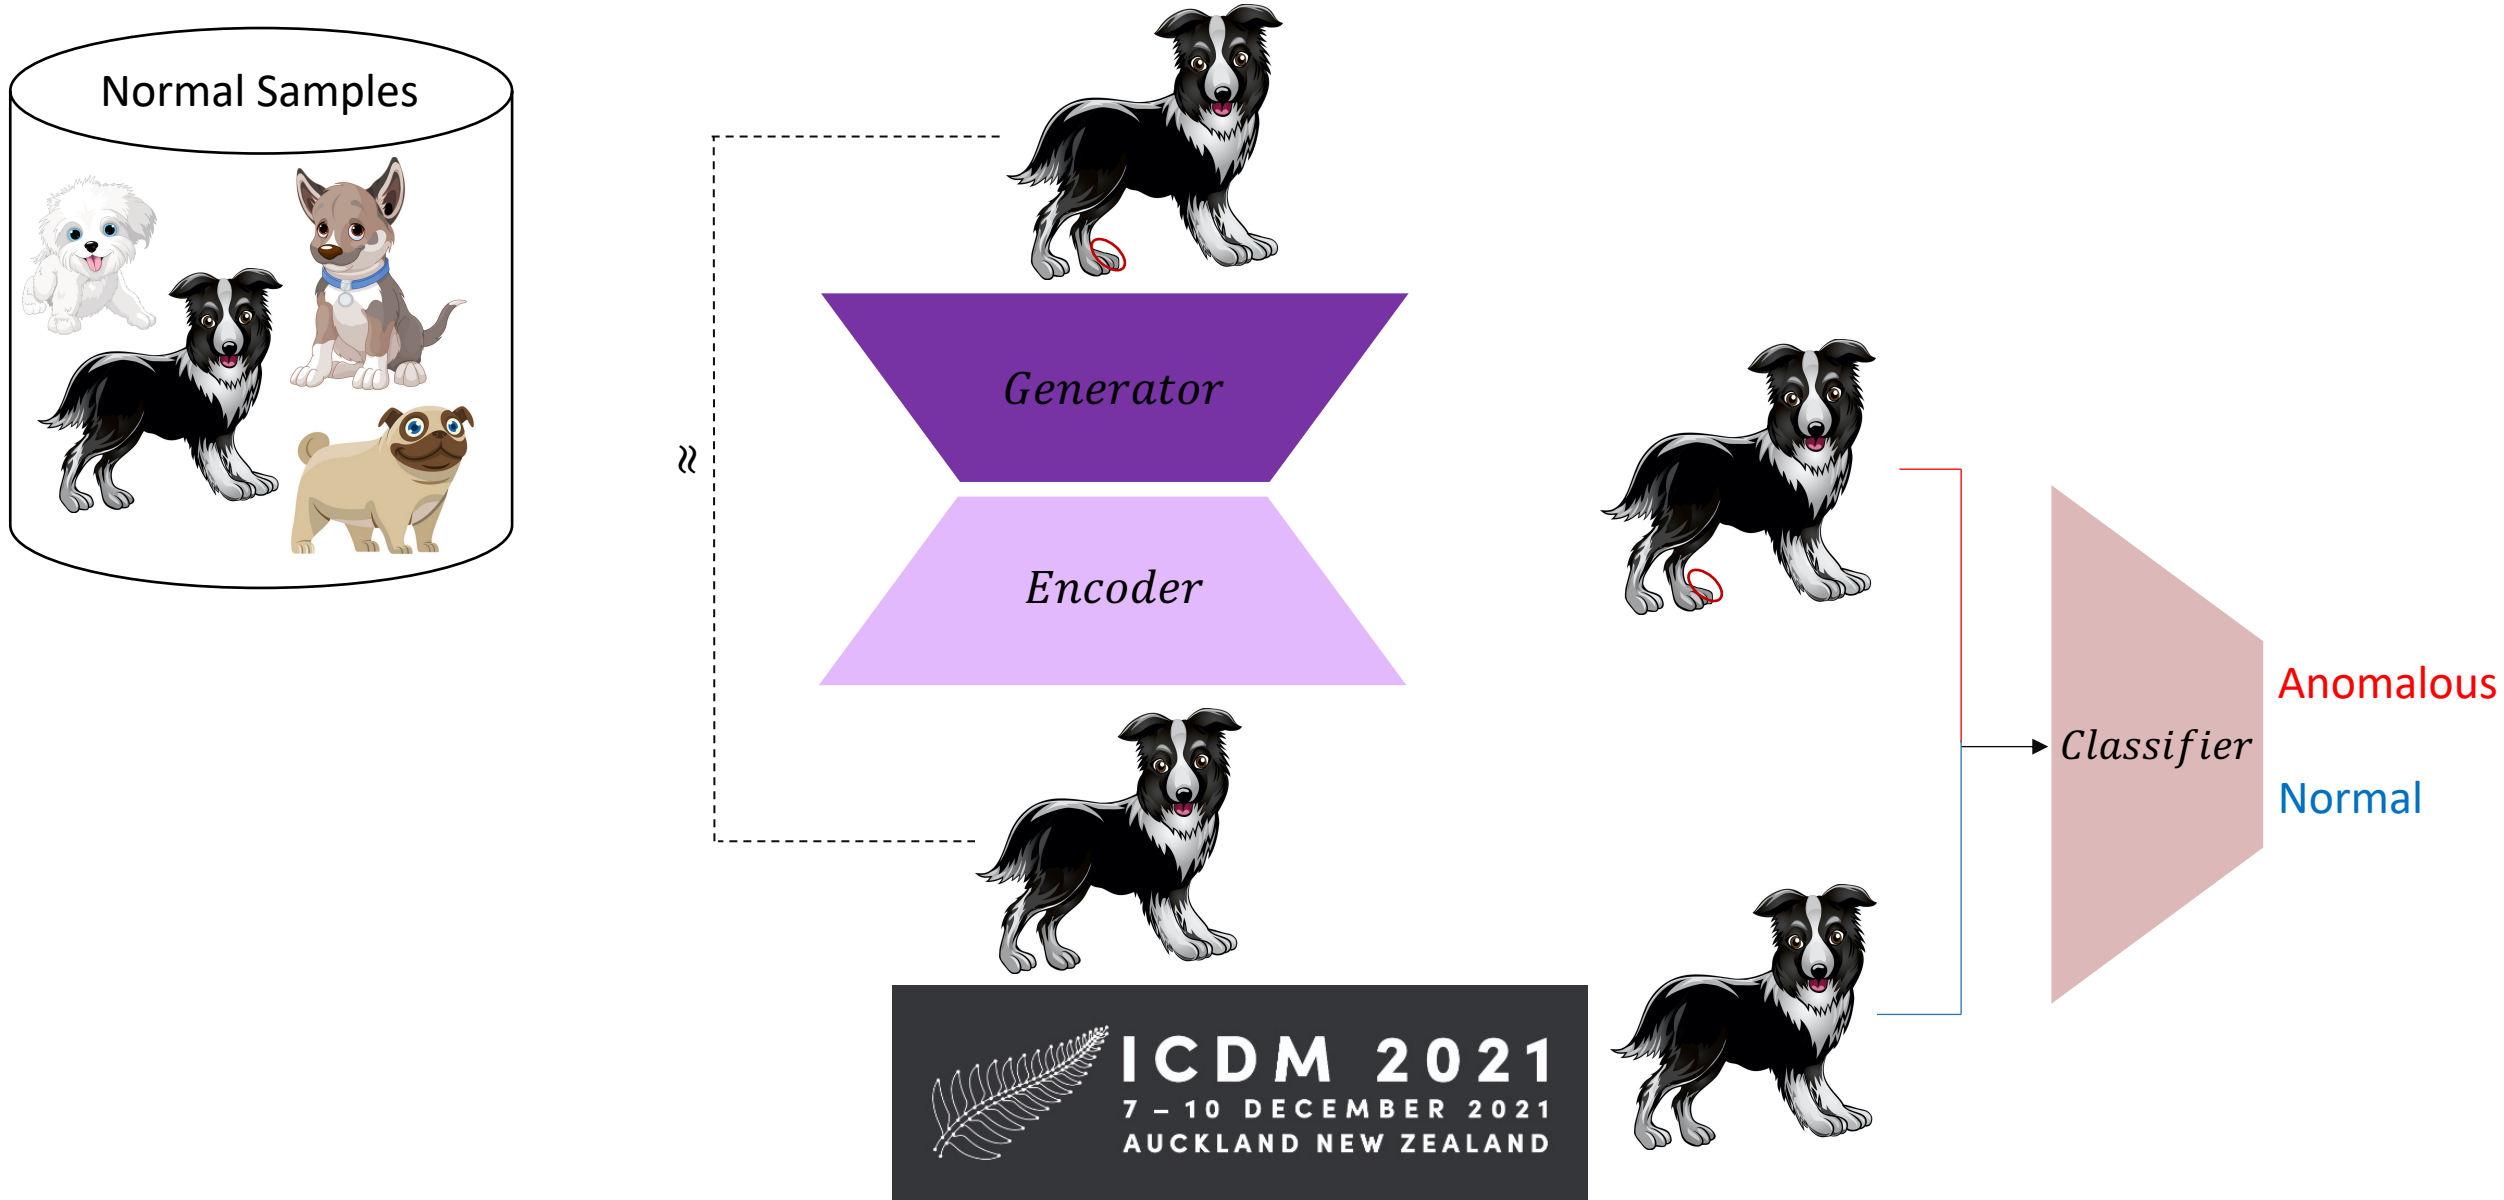 Normal Samples
Generator
≈
Encoder
Anomalous
Classifier
Normal
ICDM 2021
7 – 10 DECEMBER 2021
AUCKLAND NEW ZEALAND